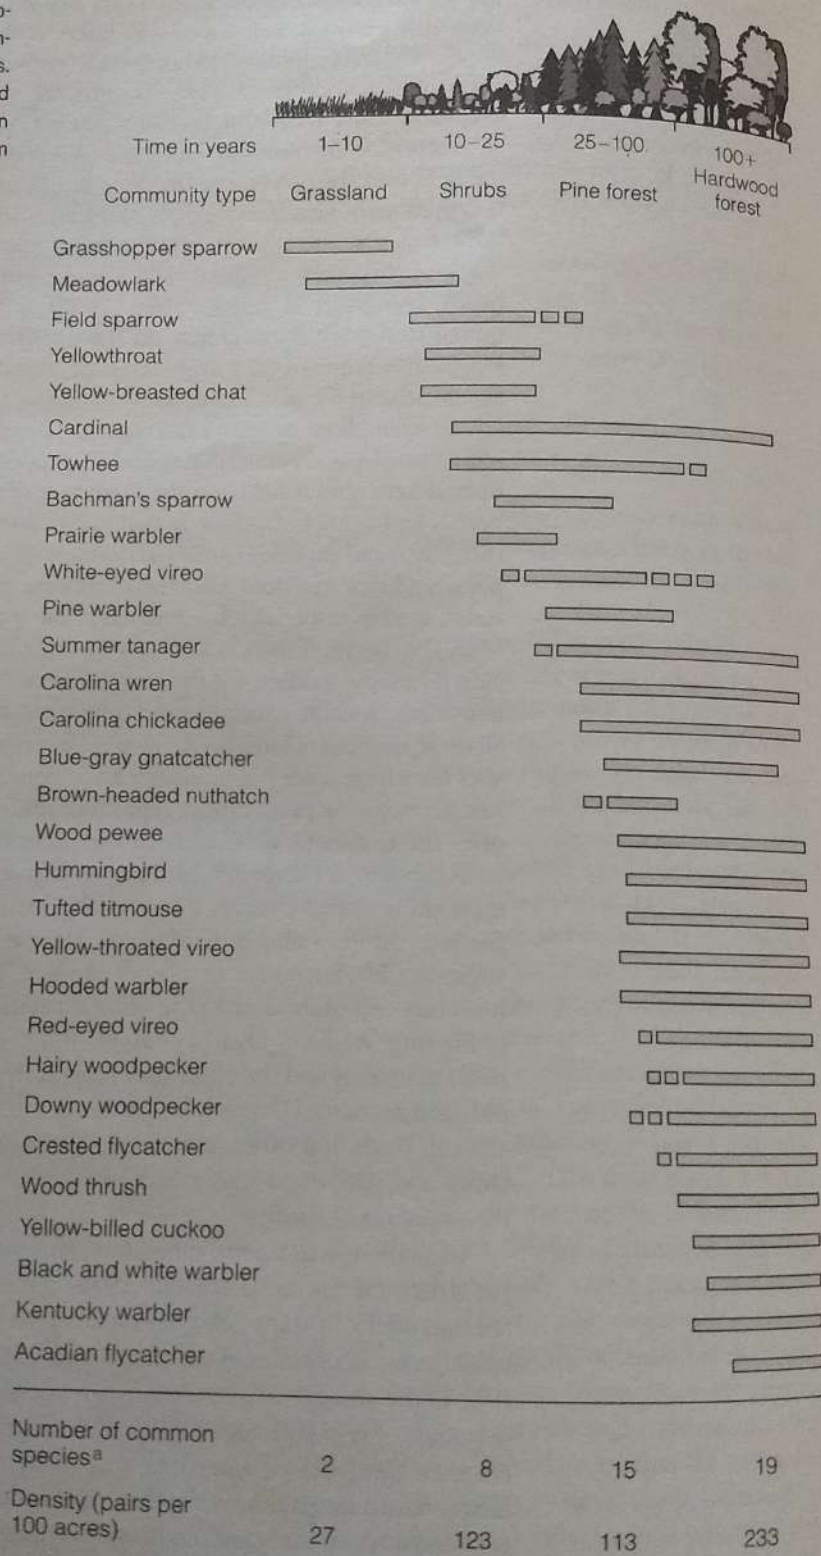 s.
Time in years 1–10 10–25 25–100 100+
Community type Grassland Shrubs Pine forest Hardwood
forest
Grasshopper sparrow
Meadowlark
Field sparrow
Yellowthroat
Yellow-breasted chat
Cardinal
Towhee
Bachman's sparrow
Prairie warbler
White-eyed vireo
Pine warbler
Summer tanager
Carolina wren
Carolina chickadee
Blue-gray gnatcatcher
Brown-headed nuthatch
Wood pewee
Hummingbird
Tufted titmouse
Yellow-throated vireo
Hooded warbler
Red-eyed vireo
Hairy woodpecker
Downy woodpecker
Crested flycatcher
Wood thrush
Yellow-billed cuckoo
Black and white warbler
Kentucky warbler
Acadian flycatcher
Number of common
speciesᵃ 2 8 15 19
Density (pairs per
100 acres) 27 123 113 233